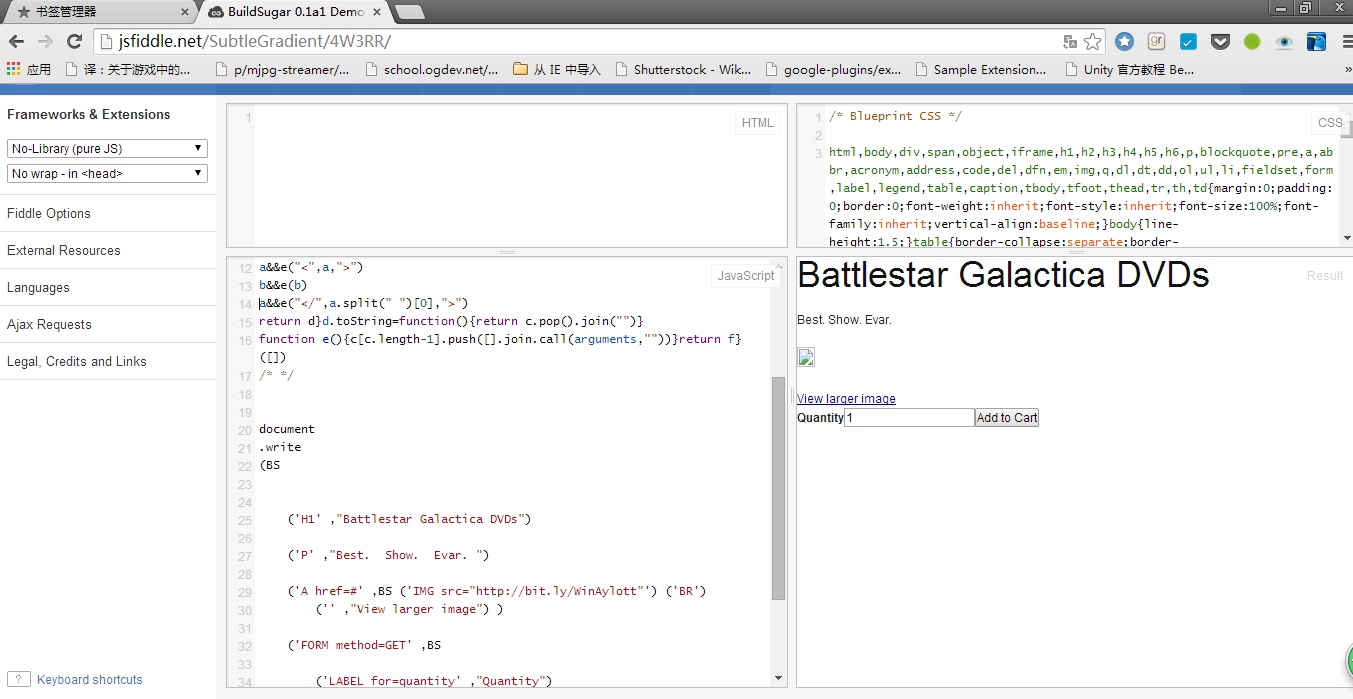 书签管理器
BuildSugar 0.1a1 Demo
jsfiddle.net/SubtleGradient/4W3RR/
应用
译：关于游戏中的...
p/mjpg-streamer/...
school.ogdev.net/...
从 IE 中导入
Shutterstock - Wik...
google-plugins/ex...
Sample Extension...
Unity 官方教程 Be...
»
Frameworks & Extensions
No-Library (pure JS)
No wrap - in <head>
Fiddle Options
External Resources
Languages
Ajax Requests
Legal, Credits and Links
? Keyboard shortcuts
1
HTML
CSS
1 /* Blueprint CSS */
2
3 html,body,div,span,object,iframe,h1,h2,h3,h4,h5,h6,p,blockquote,pre,a,ab
br,acronym,address,code,del,dfn,em,img,q,dl,dt,dd,ol,ul,li,fieldset,form
,label,legend,table,caption,tbody,tfoot,thead,tr,th,td{margin:0;padding:
0;border:0;font-weight:inherit;font-style:inherit;font-size:100%;font-
family:inherit;vertical-align:baseline;}body{line-
height:1.5;}table{border-collapse:separate;border-
JavaScript
12 a&&e("<",a,">")
13 b&&e(b)
14 a&&e("</",a.split(" ")[0],">")
15 return d}d.toString=function(){return c.pop().join("")}
16 function e(){c[c.length-1].push([].join.call(arguments,""))}return f}
([])
17 /* */
18
19
20 document
21 .write
22 (BS
23
24
25 ('H1' ,"Battlestar Galactica DVDs")
26
27 ('P' ,"Best.  Show.  Evar. ")
28
29 ('A href=#' ,BS ('IMG src="http://bit.ly/WinAylott"') ('BR')
30 ('' ,"View larger image") )
31
32 ('FORM method=GET' ,BS
33
34 ('LABEL for=quantity' ,"Quantity")
Result
Battlestar Galactica DVDs
Best. Show. Evar.
View larger image
Quantity 1 Add to Cart